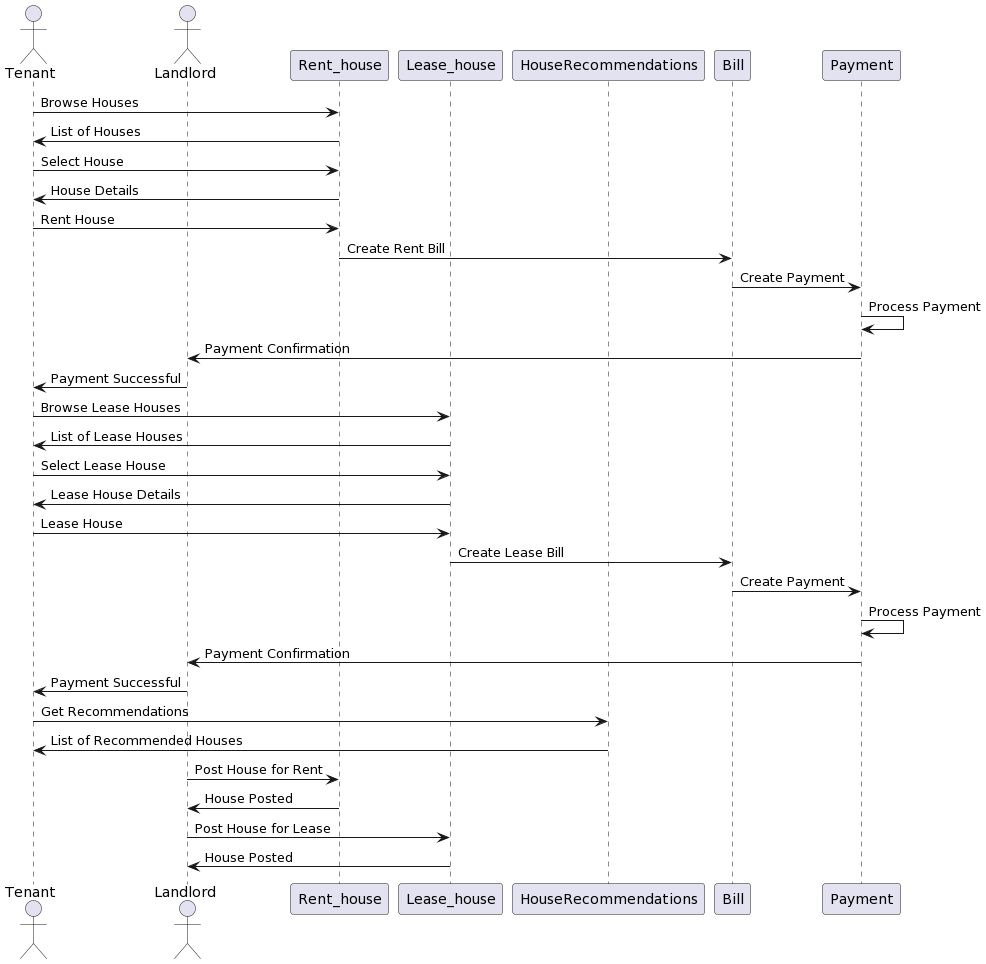 Tenant
Landlord
Rent_house
Lease_house
HouseRecommendations
Bill
Payment
Browse Houses
List of Houses
Select House
House Details
Rent House
Create Rent Bill
Create Payment
Process Payment
Payment Confirmation
Payment Successful
Browse Lease Houses
List of Lease Houses
Select Lease House
Lease House Details
Lease House
Create Lease Bill
Create Payment
Process Payment
Payment Confirmation
Payment Successful
Get Recommendations
List of Recommended Houses
Post House for Rent
House Posted
Post House for Lease
House Posted
Tenant
Landlord
Rent_house
Lease_house
HouseRecommendations
Bill
Payment